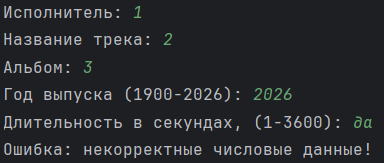 Исполнитель: 1
Название трека: 2
Альбом: 3
Год выпуска (1900-2026): 2026
Длительность в секундах, (1-3600): да
Ошибка: некорректные числовые данные!